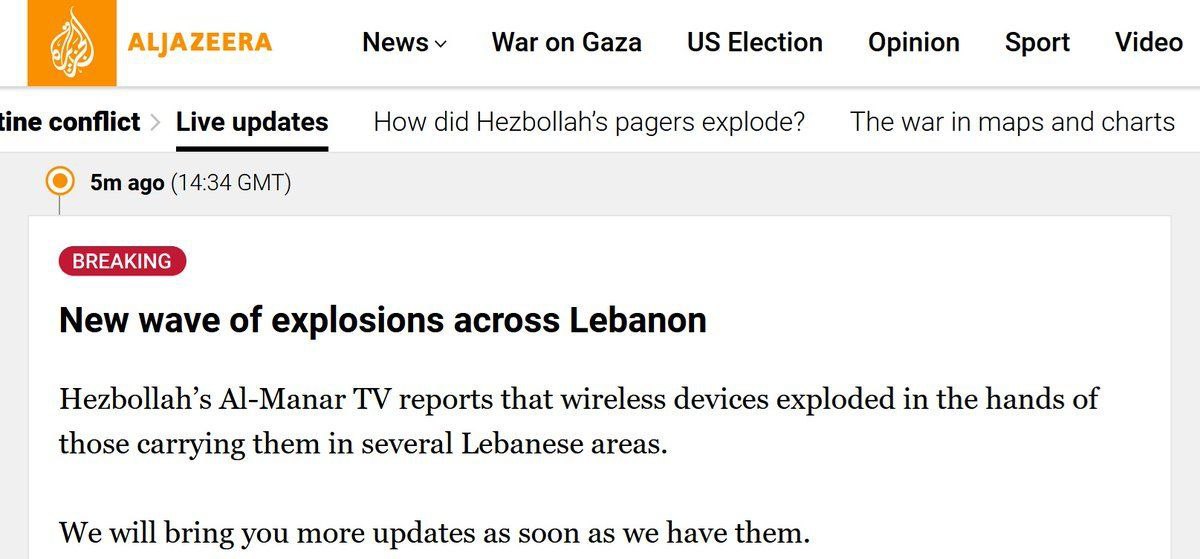 ALJAZEERA
News War on Gaza US Election Opinion Sport Video
tine conflict > Live updates How did Hezbollah’s pagers explode? The war in maps and charts
5m ago (14:34 GMT)
BREAKING
New wave of explosions across Lebanon
Hezbollah’s Al-Manar TV reports that wireless devices exploded in the hands of
those carrying them in several Lebanese areas.
We will bring you more updates as soon as we have them.